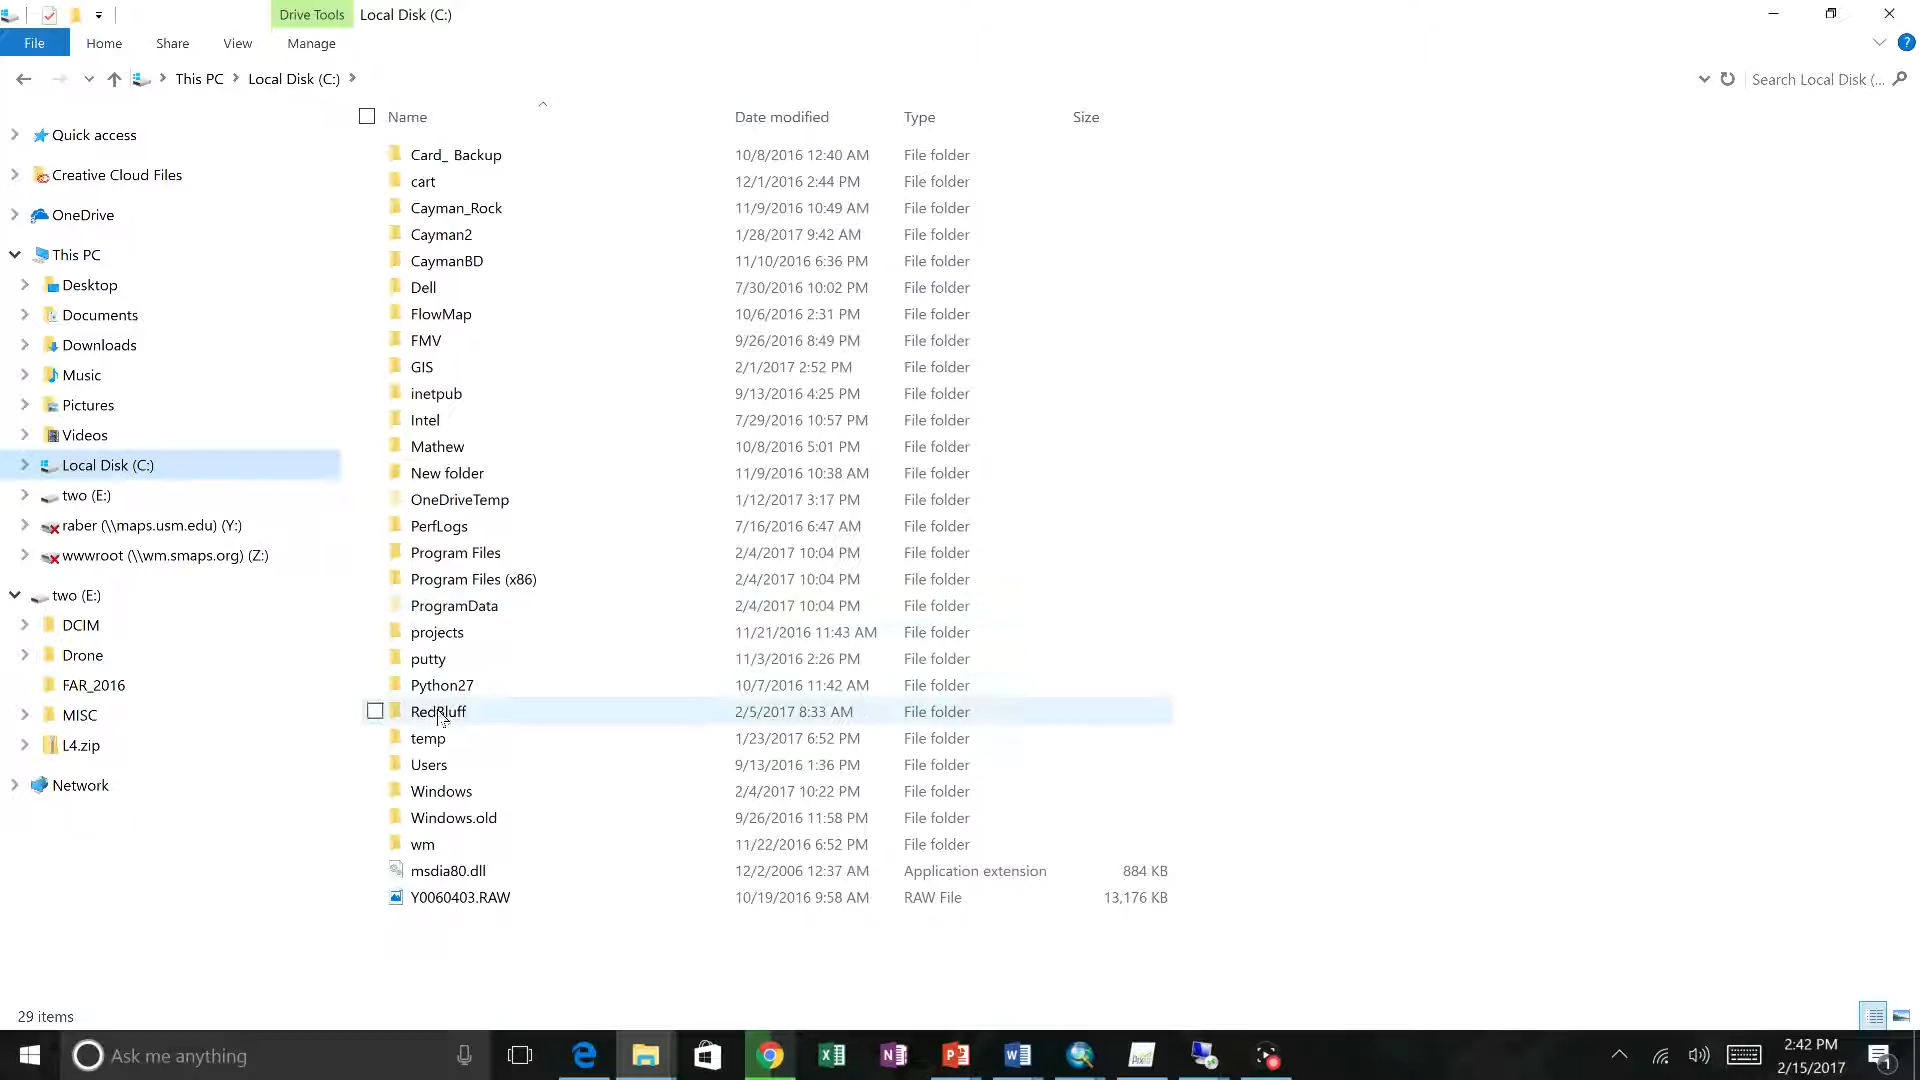 Drive Tools Local Disk (C:)
File Home Share View Manage
This PC Local Disk (C:) Search Local Disk (...
Name Date modified Type Size
Quick access
Creative Cloud Files
OneDrive
This PC
Desktop
Documents
Downloads
Music
Pictures
Videos
Local Disk (C:)
two (E:)
raber (\\maps.usm.edu) (Y:)
wwwroot (\\wm.smaps.org) (Z:)
two (E:)
DCIM
Drone
FAR_2016
MISC
L4.zip
Network
Card_ Backup 10/8/2016 12:40 AM File folder
cart 12/1/2016 2:44 PM File folder
Cayman_Rock 11/9/2016 10:49 AM File folder
Cayman2 1/28/2017 9:42 AM File folder
CaymanBD 11/10/2016 6:36 PM File folder
Dell 7/30/2016 10:02 PM File folder
FlowMap 10/6/2016 2:31 PM File folder
FMV 9/26/2016 8:49 PM File folder
GIS 2/1/2017 2:52 PM File folder
inetpub 9/13/2016 4:25 PM File folder
Intel 7/29/2016 10:57 PM File folder
Mathew 10/8/2016 5:01 PM File folder
New folder 11/9/2016 10:38 AM File folder
OneDriveTemp 1/12/2017 3:17 PM File folder
PerfLogs 7/16/2016 6:47 AM File folder
Program Files 2/4/2017 10:04 PM File folder
Program Files (x86) 2/4/2017 10:04 PM File folder
ProgramData 2/4/2017 10:04 PM File folder
projects 11/21/2016 11:43 AM File folder
putty 11/3/2016 2:26 PM File folder
Python27 10/7/2016 11:42 AM File folder
RedBluff 2/5/2017 8:33 AM File folder
temp 1/23/2017 6:52 PM File folder
Users 9/13/2016 1:36 PM File folder
Windows 2/4/2017 10:22 PM File folder
Windows.old 9/26/2016 11:58 PM File folder
wm 11/22/2016 6:52 PM File folder
msdia80.dll 12/2/2006 12:37 AM Application extension 884 KB
Y0060403.RAW 10/19/2016 9:58 AM RAW File 13,176 KB
29 items
Ask me anything
2:42 PM
2/15/2017
1